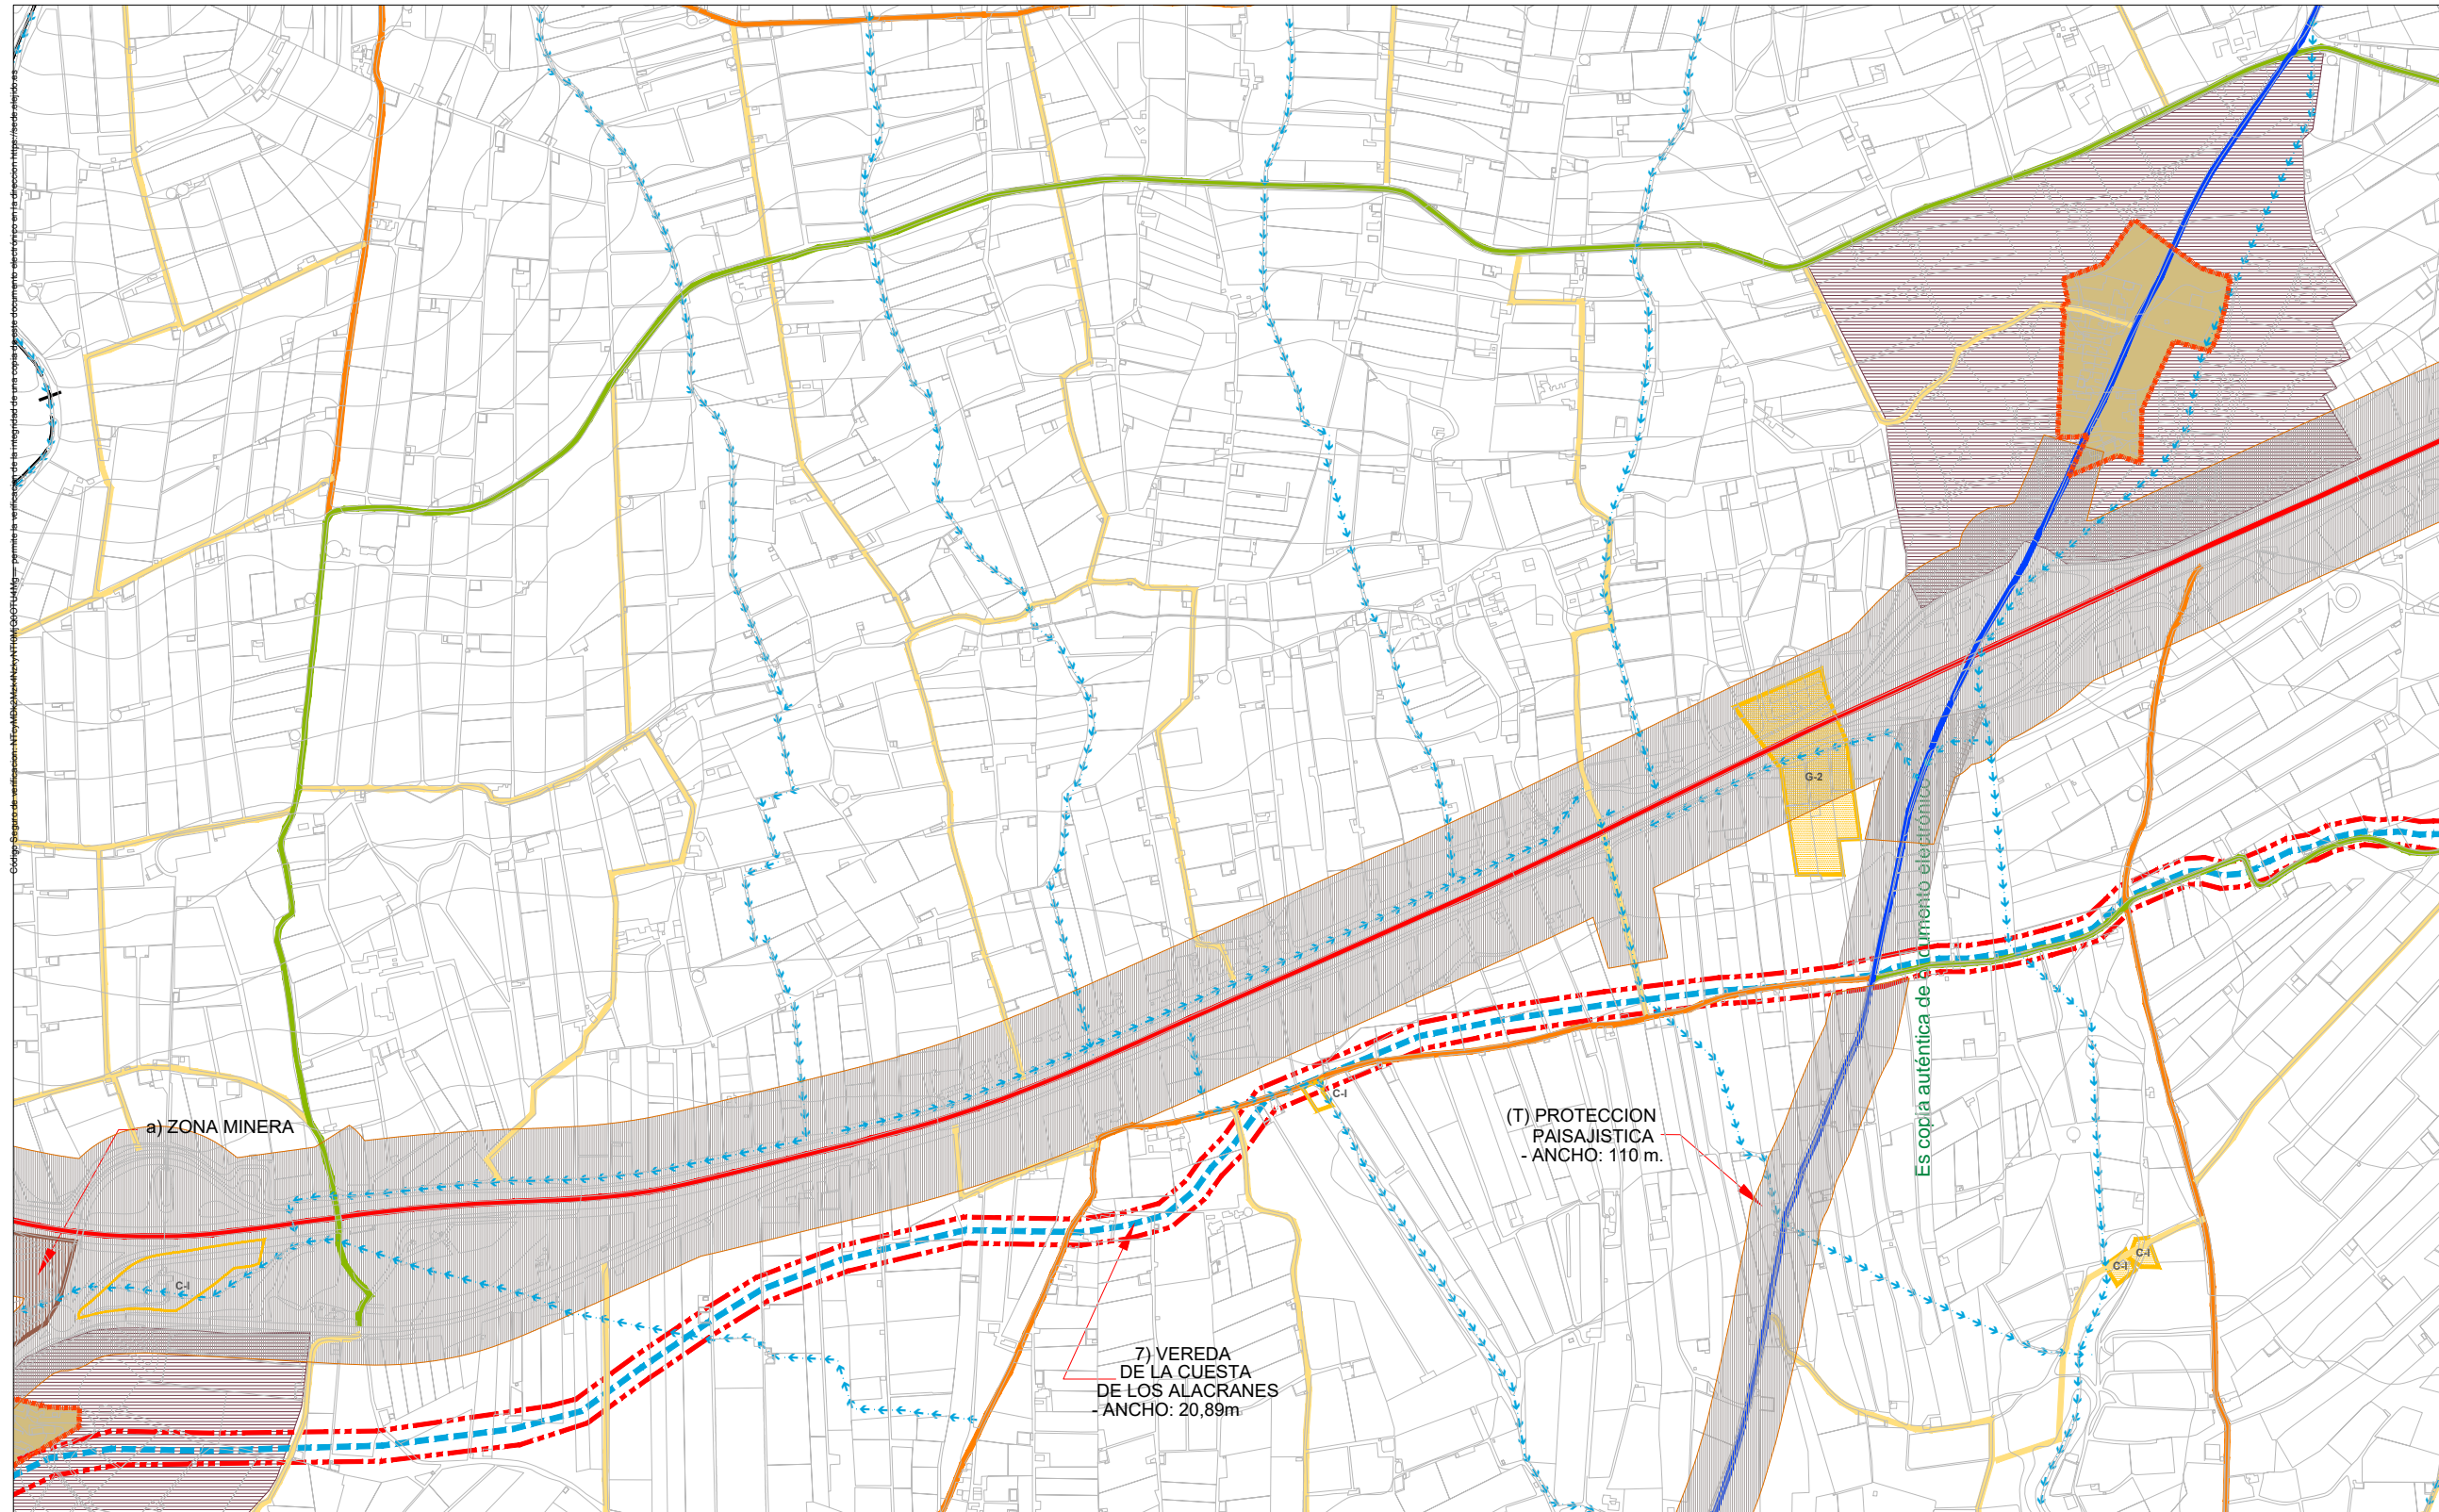 a) ZONA MINERA
C-I
G-2
C-I
(T) PROTECCION
PAISAJISTICA
- ANCHO: 110 m.
C-I
C-I
7) VEREDA
DE LA CUESTA
DE LOS ALACRANES
- ANCHO: 20,89m
Es copia auténtica de documento electrónico